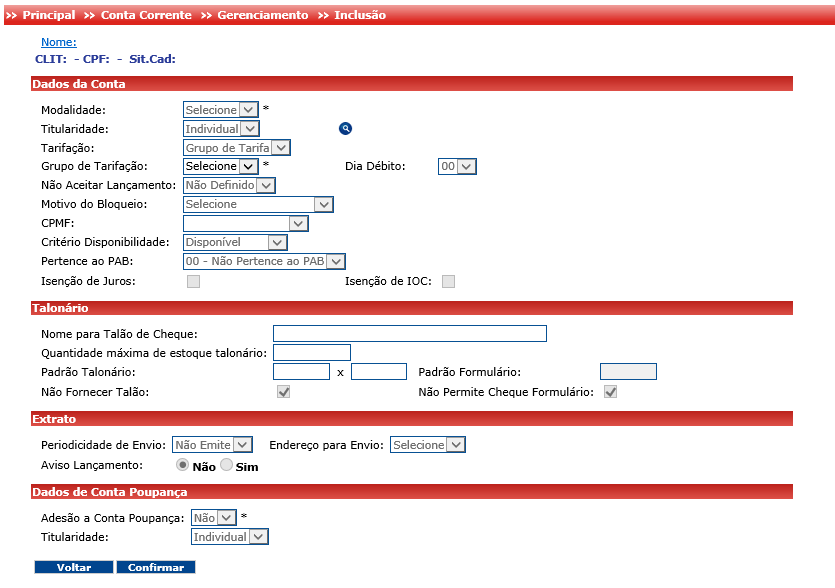 >> Principal >> Conta Corrente >> Gerenciamento >> Inclusão
Nome:
CLIT: - CPF: - Sit.Cad:
Dados da Conta
Modalidade: Selecione *
Titularidade: Individual
Tarifação: Grupo de Tarifa
Grupo de Tarifação: Selecione * Dia Débito: 00
Não Aceitar Lançamento: Não Definido
Motivo do Bloqueio: Selecione
CPMF:
Critério Disponibilidade: Disponível
Pertence ao PAB: 00 - Não Pertence ao PAB
Isenção de Juros: Isenção de IOC:
Talonário
Nome para Talão de Cheque:
Quantidade máxima de estoque talonário:
Padrão Talonário: x Padrão Formulário:
Não Fornecer Talão: Não Permite Cheque Formulário:
Extrato
Periodicidade de Envio: Não Emite Endereço para Envio: Selecione
Aviso Lançamento: Não Sim
Dados de Conta Poupança
Adesão a Conta Poupança: Não *
Titularidade: Individual
Voltar Confirmar